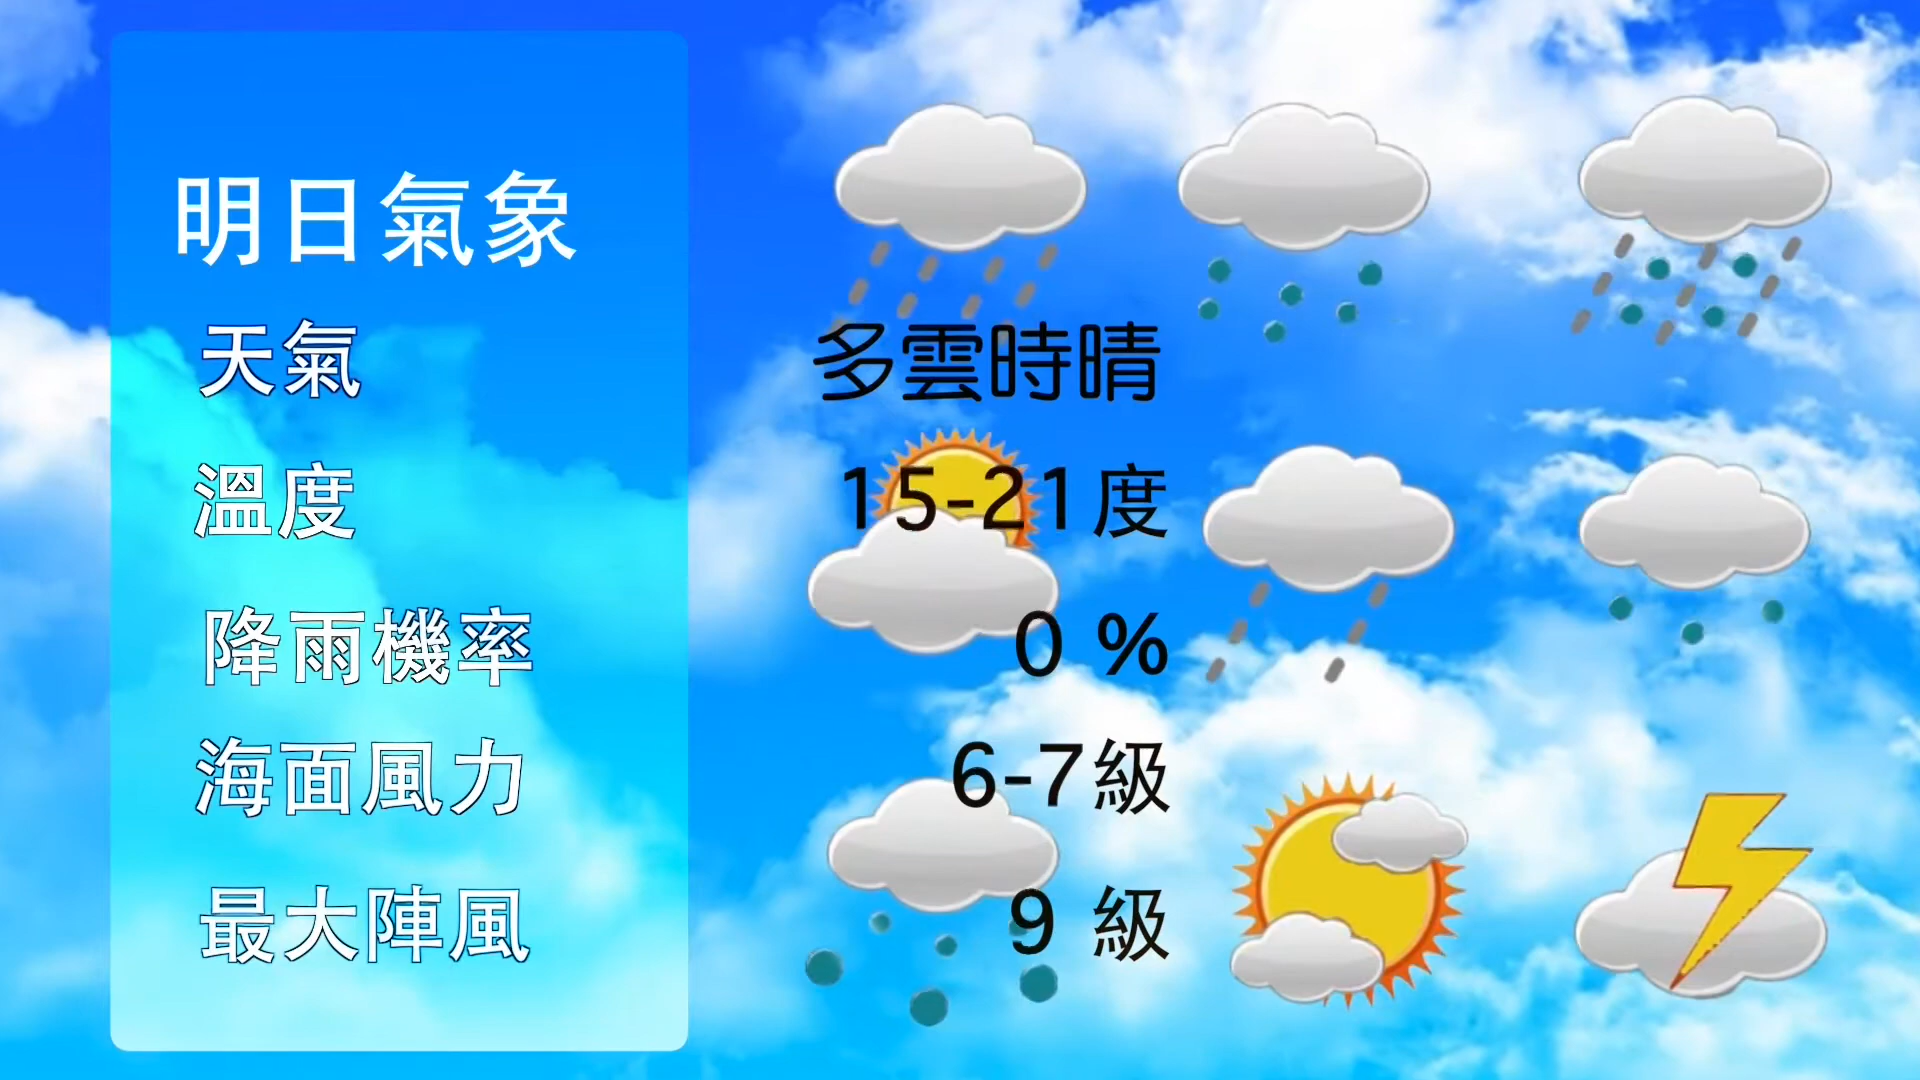 明日氣象
天氣 多雲時晴
溫度 15-21度
降雨機率 0 %
海面風力 6-7級
最大陣風 9 級